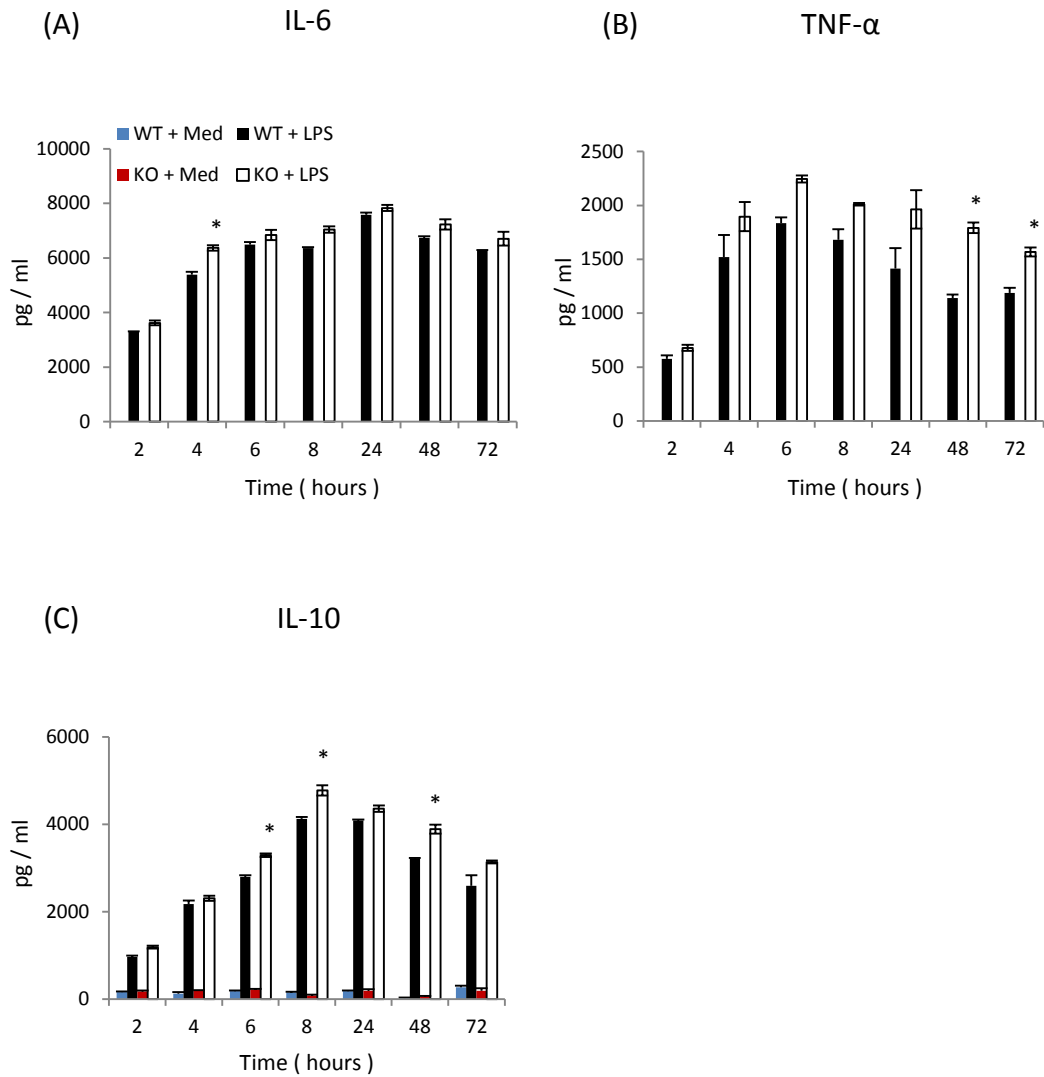 (A) IL-6
WT + Med WT + LPS
KO + Med KO + LPS
10000
8000
6000
4000
2000
0
pg / ml
*
2 4 6 8 24 48 72
Time ( hours )
(B) TNF-α
2500
2000
1500
1000
500
0
pg / ml
*
*
2 4 6 8 24 48 72
Time ( hours )
(C) IL-10
6000
4000
2000
0
pg / ml
*
*
*
2 4 6 8 24 48 72
Time ( hours )